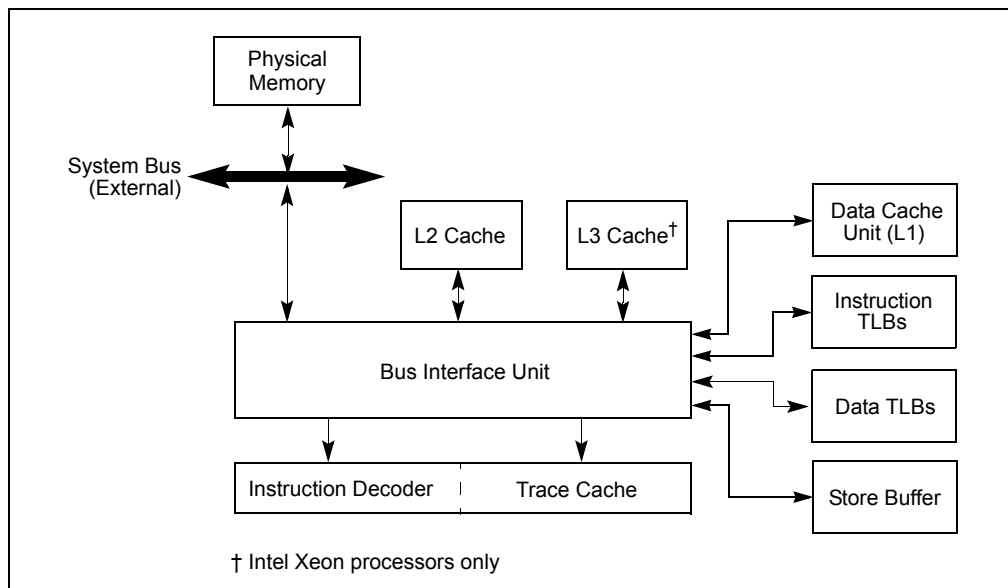 Physical
Memory
System Bus
(External)
L2 Cache
L3 Cache†
Data Cache
Unit (L1)
Instruction
TLBs
Bus Interface Unit
Data TLBs
Instruction Decoder
Trace Cache
Store Buffer
† Intel Xeon processors only